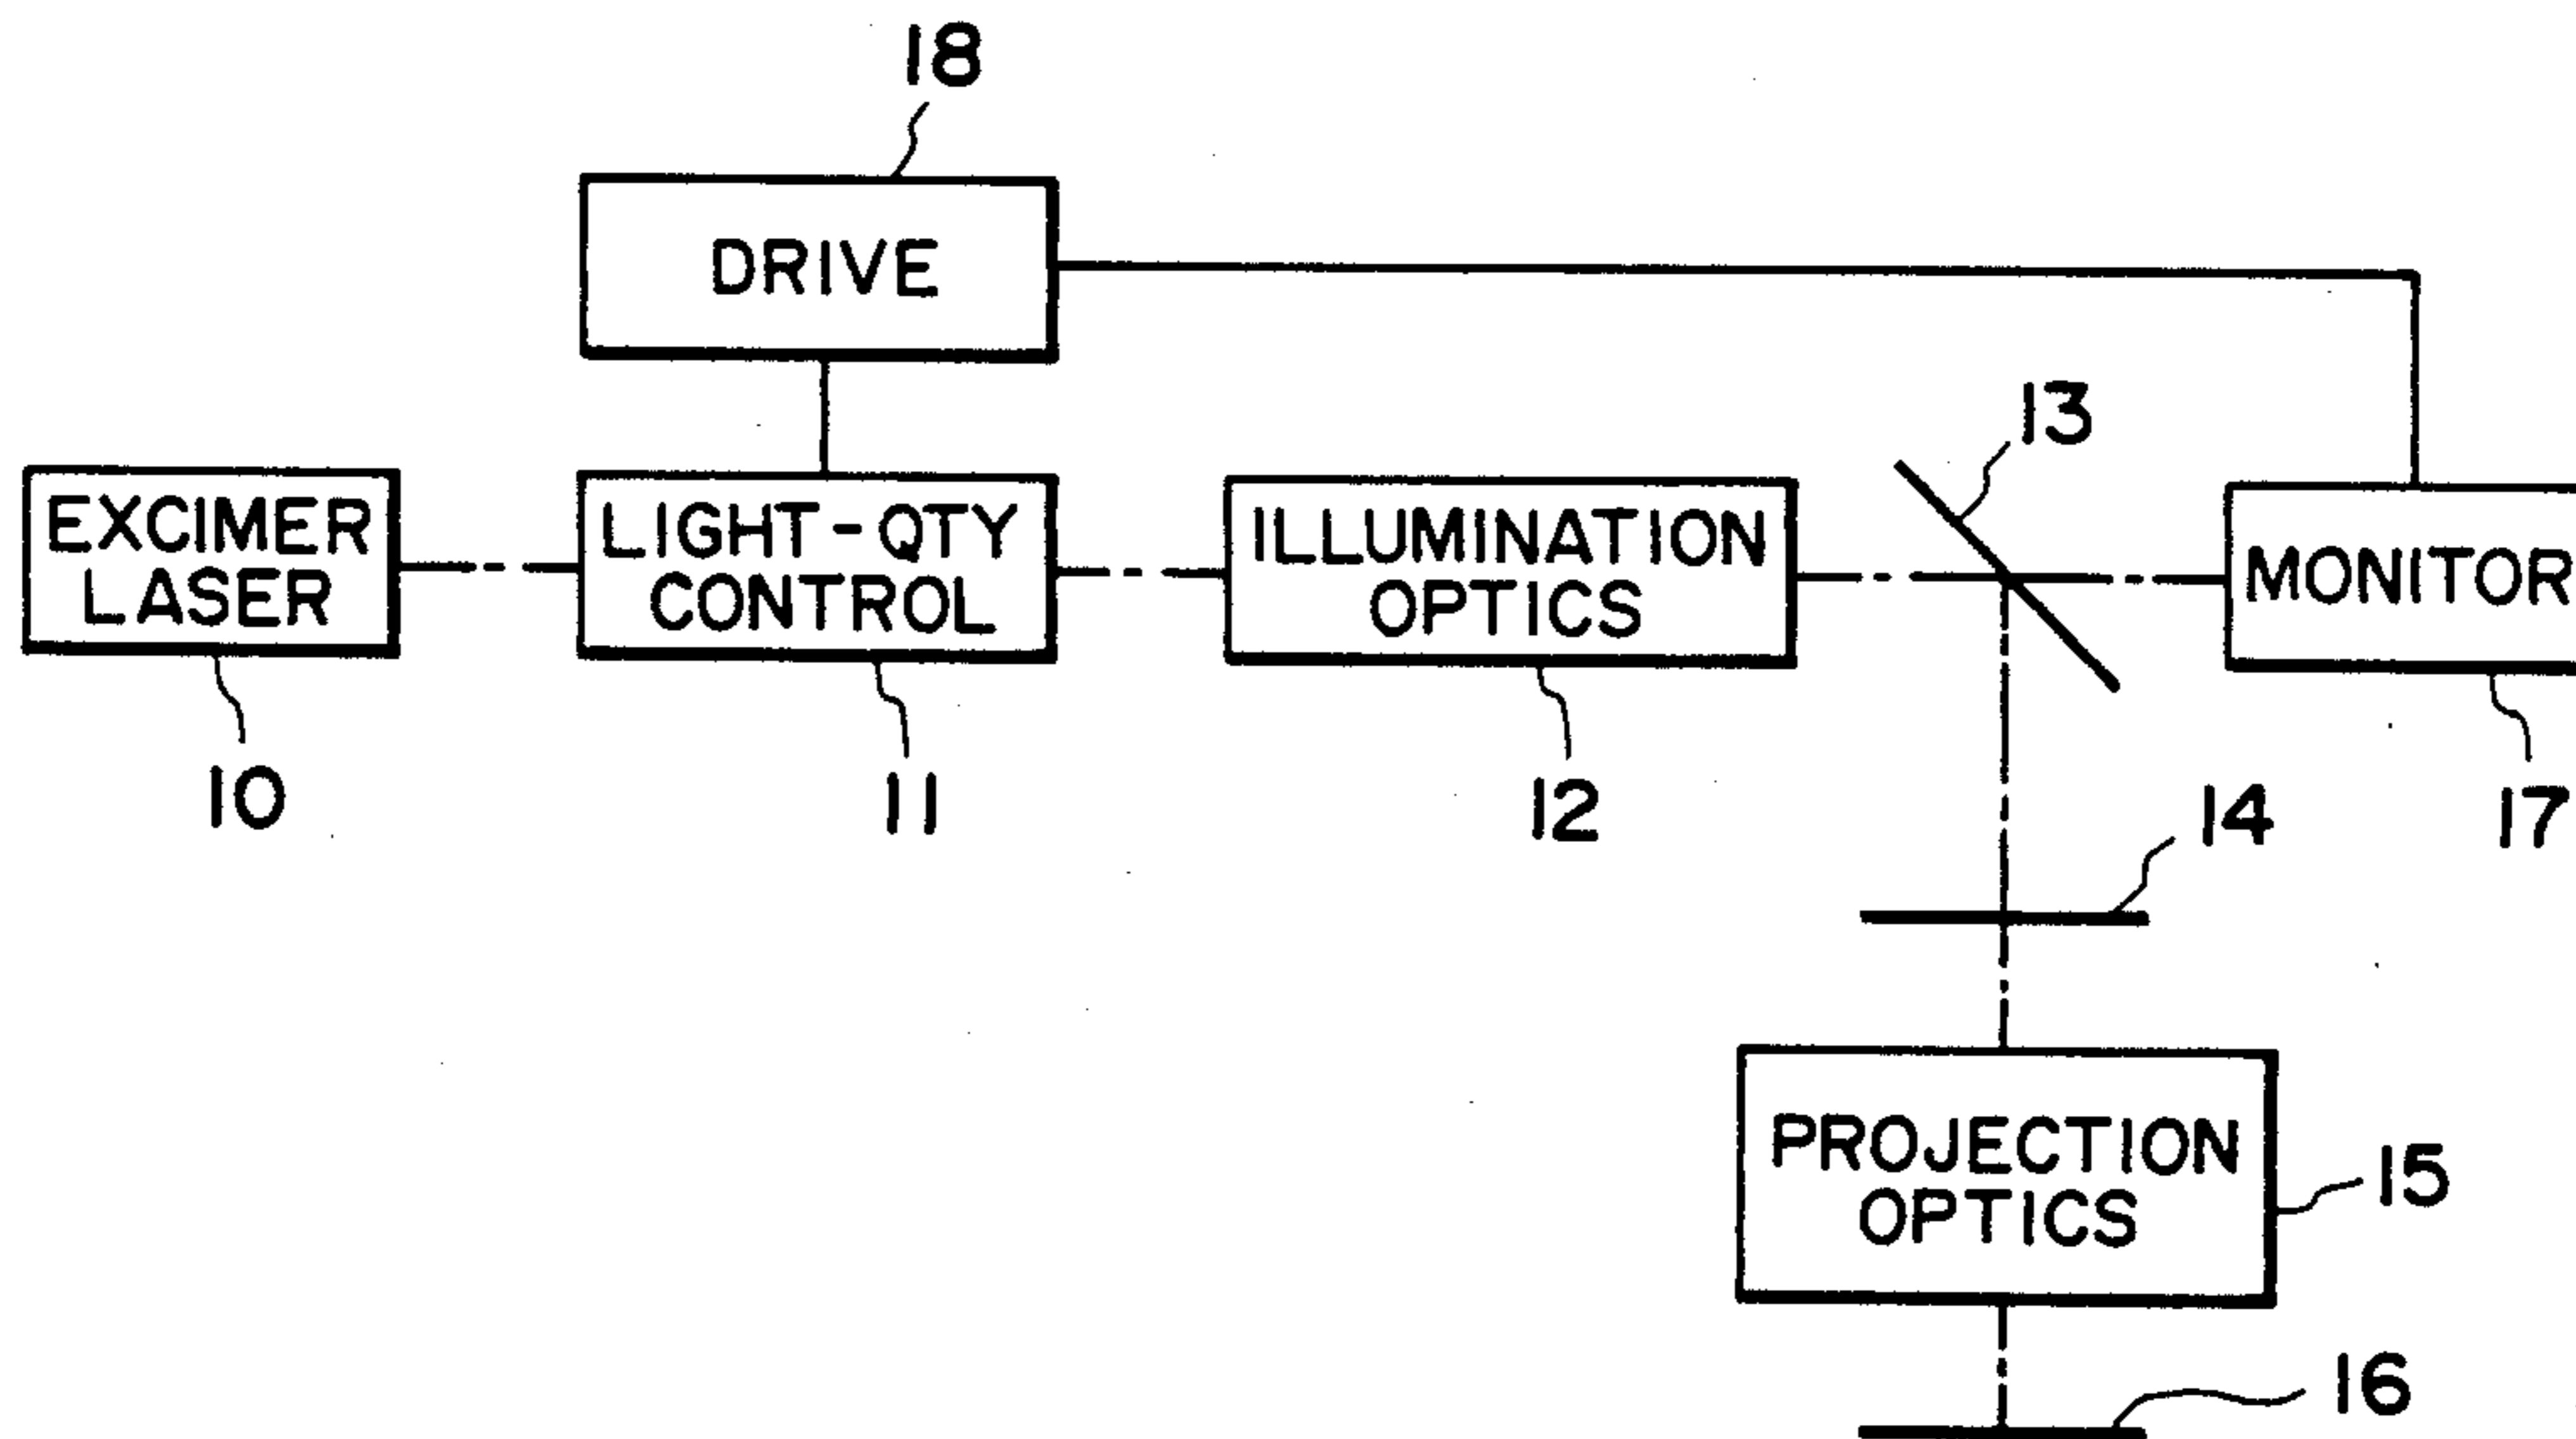 18
DRIVE
13
EXCIMER
LASER
LIGHT-QTY
CONTROL
ILLUMINATION
OPTICS
MONITOR
10
11
12
14
17
PROJECTION
OPTICS
15
16